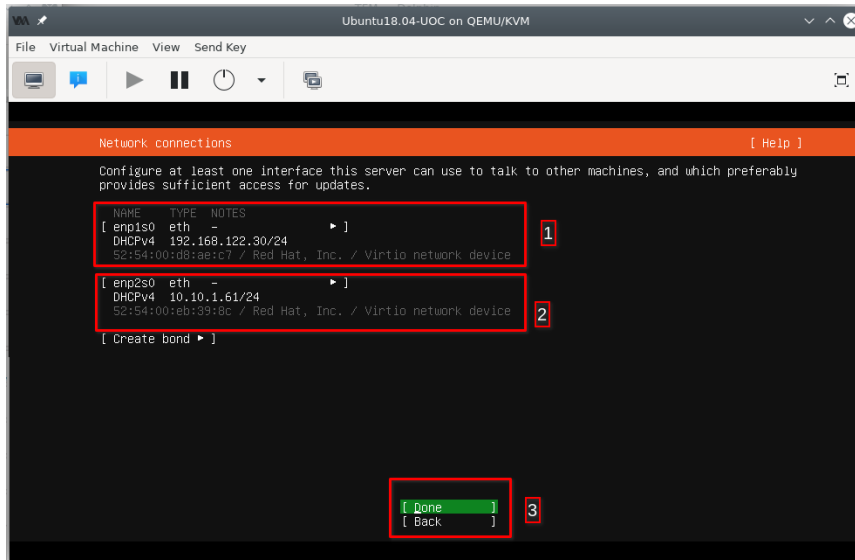 Ubuntu18.04-UOC on QEMU/KVM
File Virtual Machine View Send Key
Network connections [ Help ]
Configure at least one interface this server can use to talk to other machines, and which preferably
provides sufficient access for updates.
NAME TYPE NOTES
[ enp1s0 eth - ▸ ]
DHCPv4 192.168.122.30/24
52:54:00:d8:ae:c7 / Red Hat, Inc. / Virtio network device
1
[ enp2s0 eth - ▸ ]
DHCPv4 10.10.1.61/24
52:54:00:eb:39:8c / Red Hat, Inc. / Virtio network device
2
[ Create bond ▸ ]
[ Done ]
[ Back ]
3